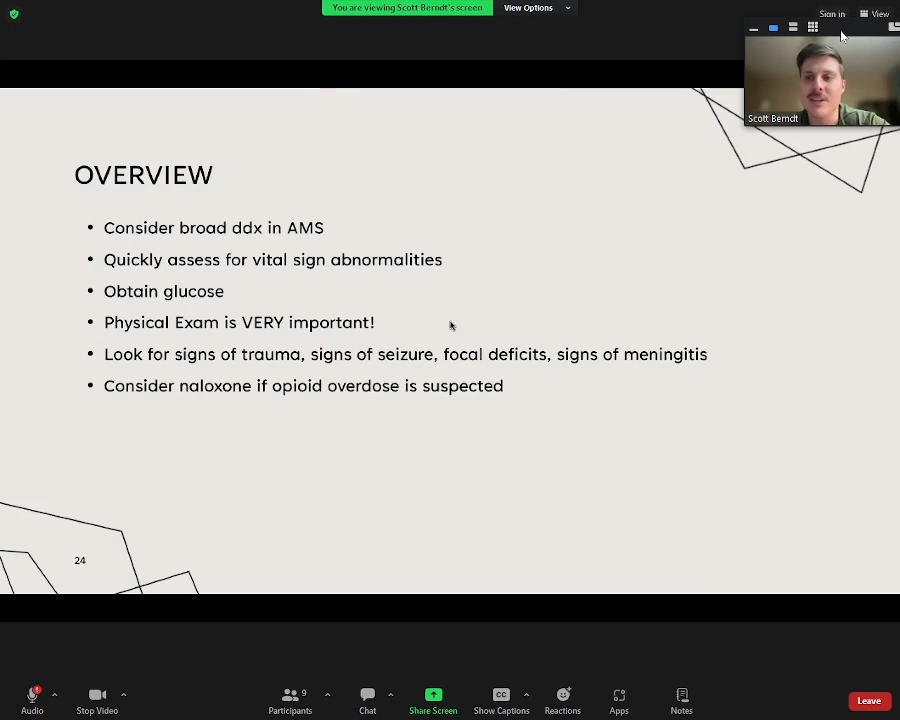 You are viewing Scott Berndt's screen
View Options
Sign in
View
Scott Berndt
OVERVIEW
• Consider broad ddx in AMS
• Quickly assess for vital sign abnormalities
• Obtain glucose
• Physical Exam is VERY important!
• Look for signs of trauma, signs of seizure, focal deficits, signs of meningitis
• Consider naloxone if opioid overdose is suspected
24
Audio
Stop Video
9
Participants
Chat
Share Screen
CC
Show Captions
Reactions
Apps
Notes
Leave